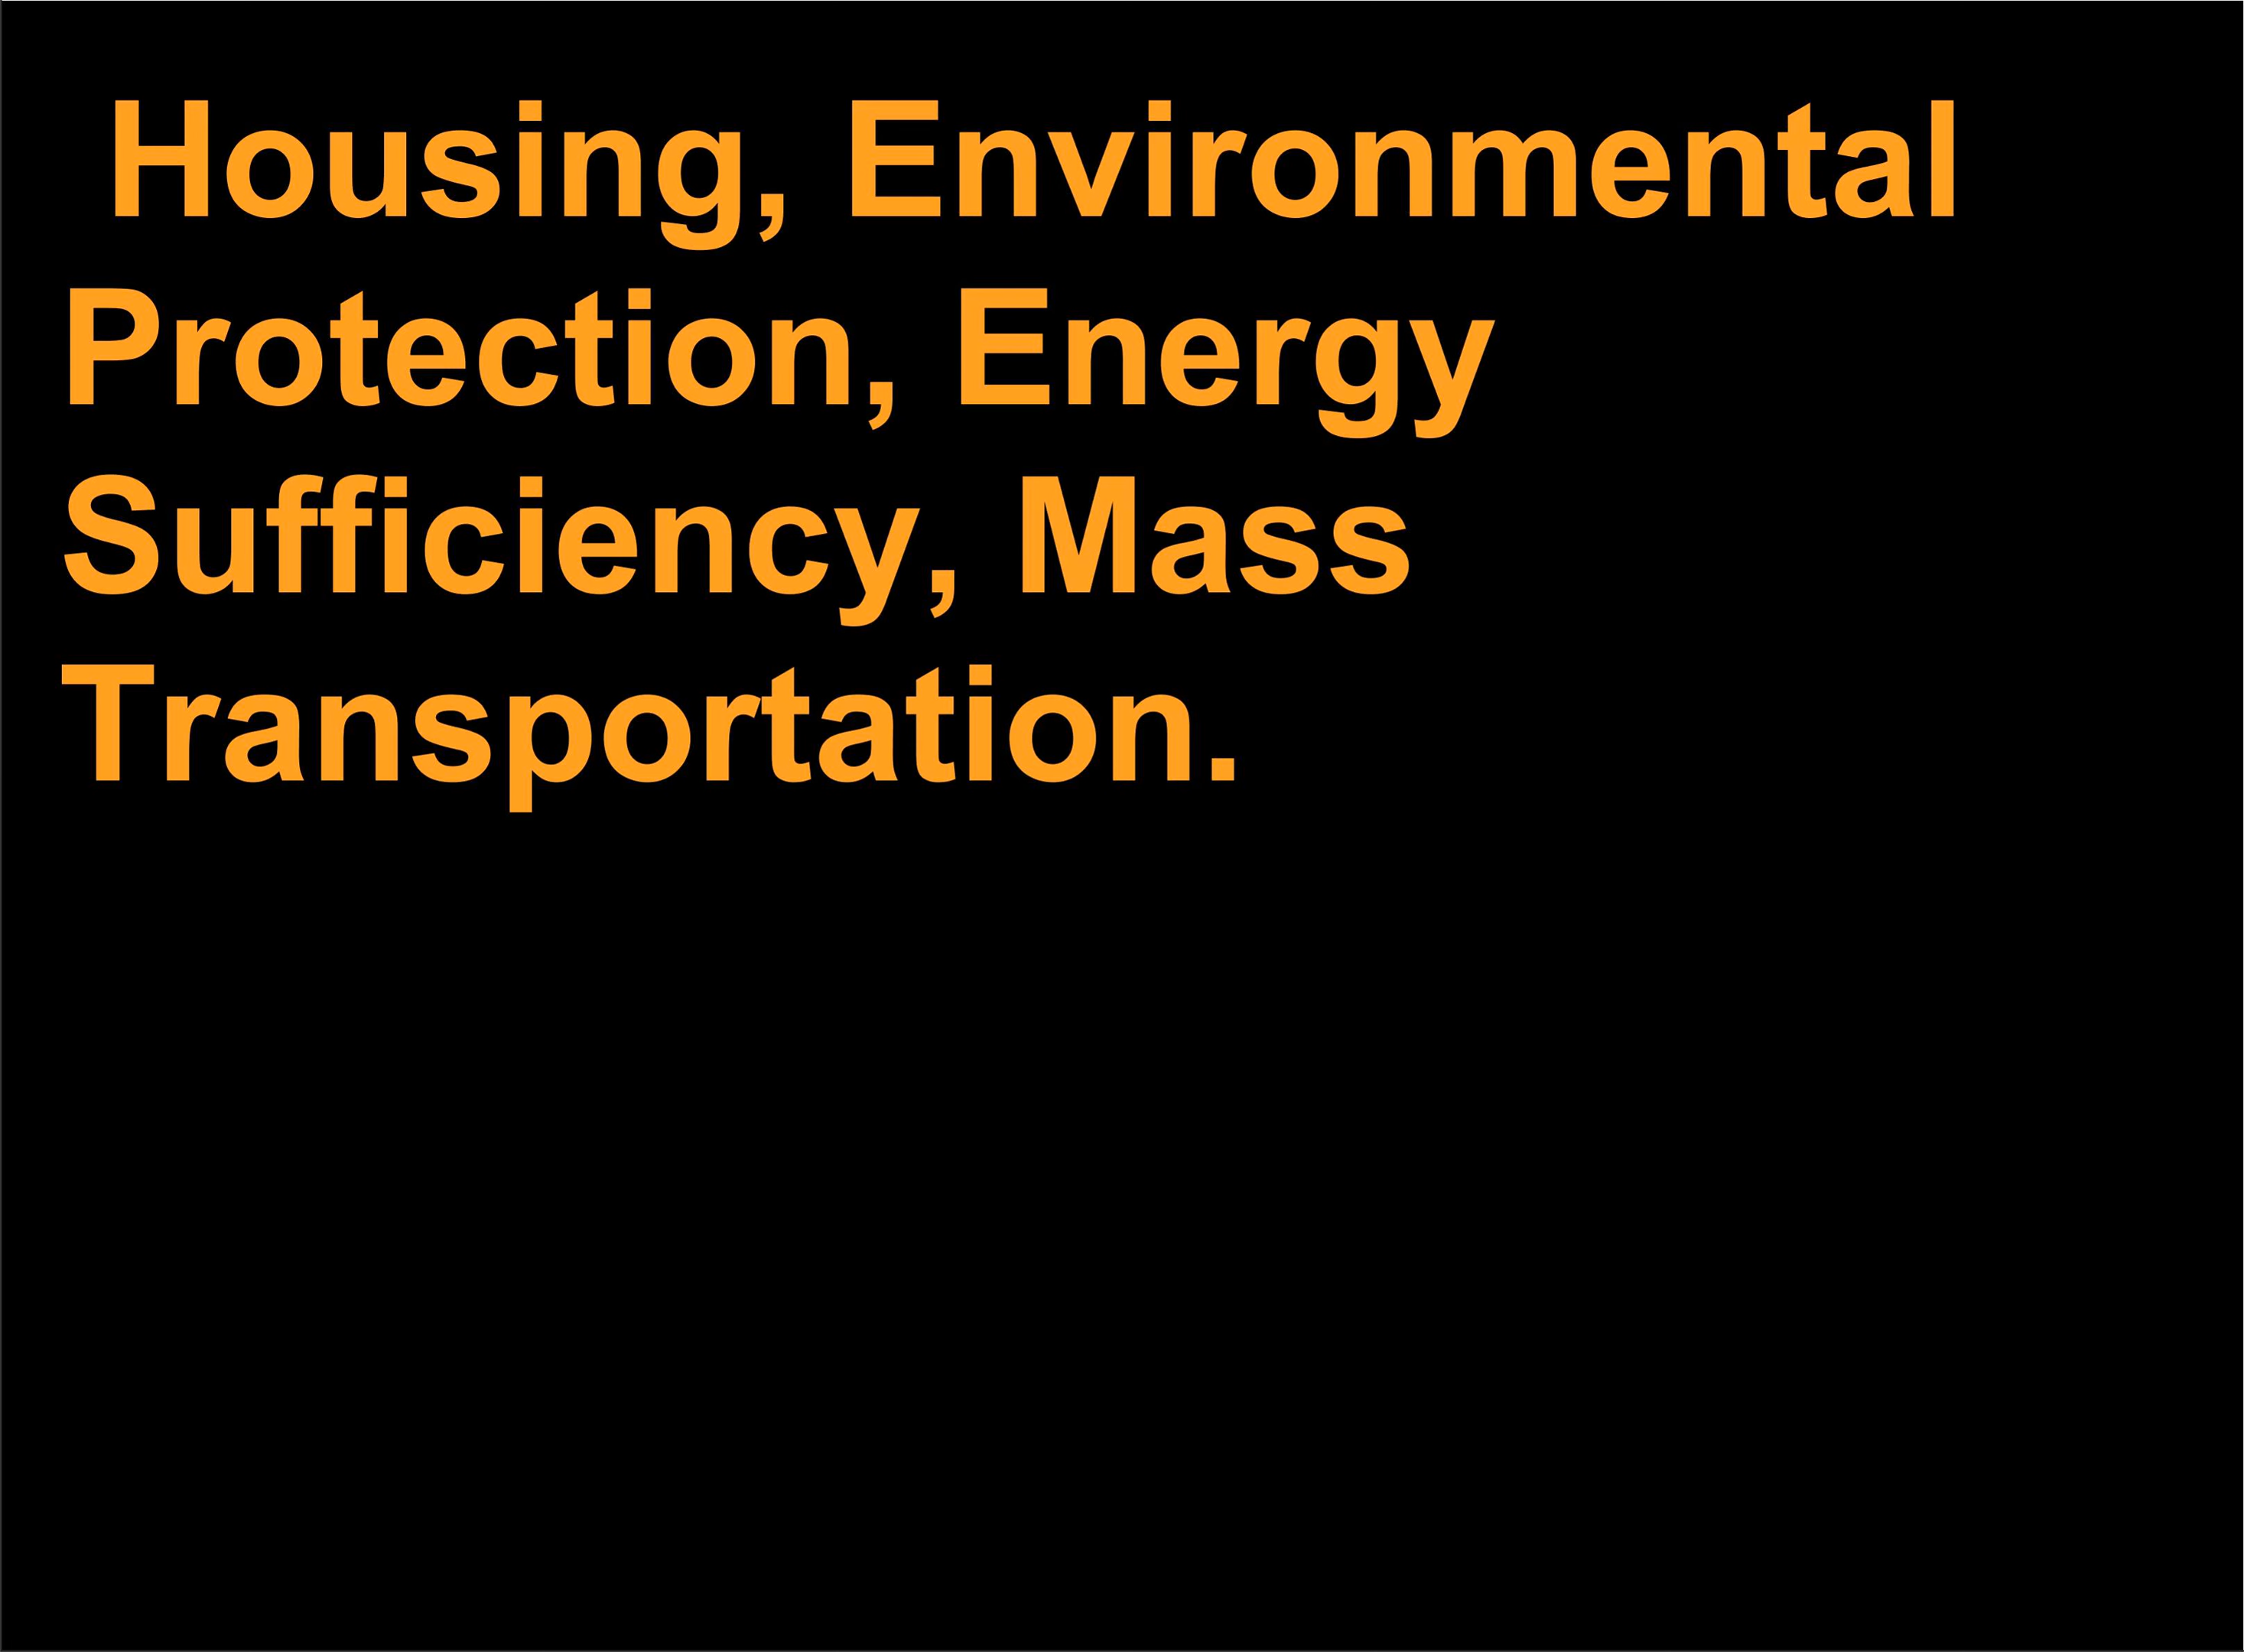 Housing, Environmental
Protection, Energy
Sufficiency, Mass
Transportation.